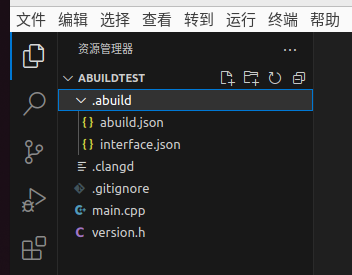 文件 编辑 选择 查看 转到 运行 终端 帮助
资源管理器 ...
ABUILDTEST
.abuild
{} abuild.json
{} interface.json
.clangd
.gitignore
main.cpp
C version.h